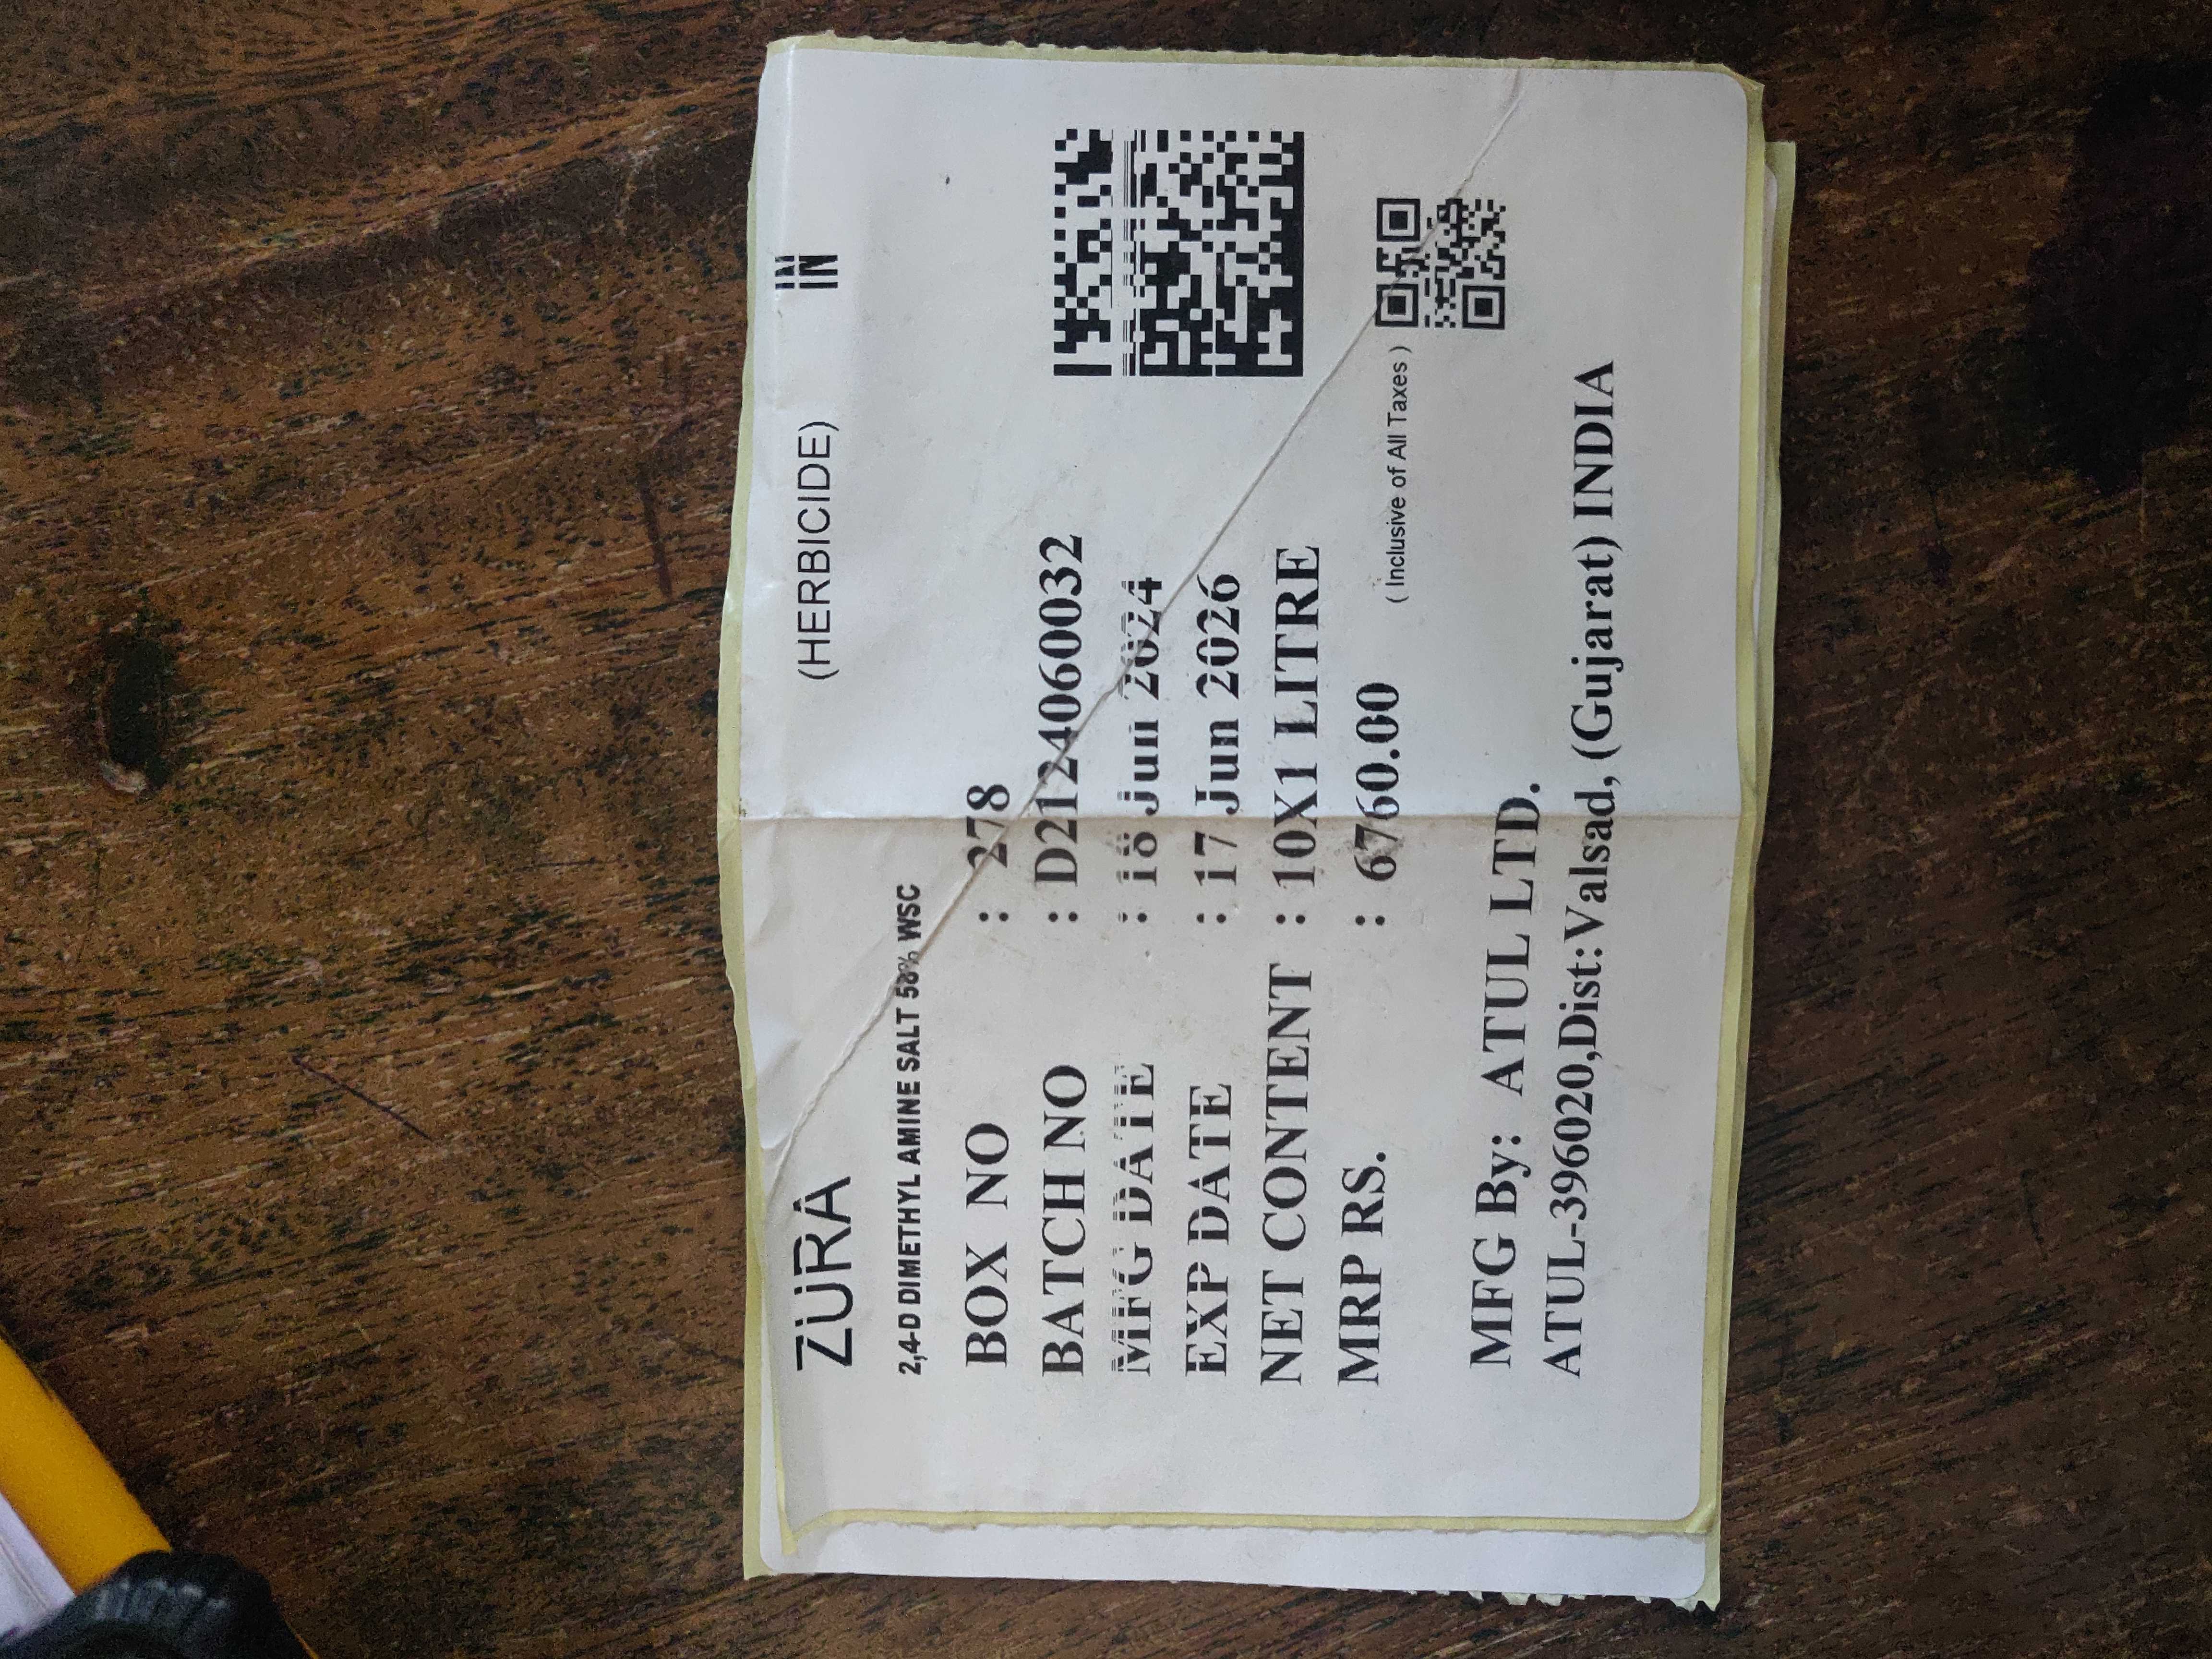 ZURA (HERBICIDE) IN
2,4-D DIMETHYL AMINE SALT 58% WSC
BOX NO : 278
BATCH NO : D2124060032
MFG DATE : 18 Jun 2024
EXP DATE : 17 Jun 2026
NET CONTENT : 10X1 LITRE
MRP RS. : 6760.00 ( Inclusive of All Taxes )
MFG By: ATUL LTD.
ATUL-396020,Dist:Valsad, (Gujarat) INDIA